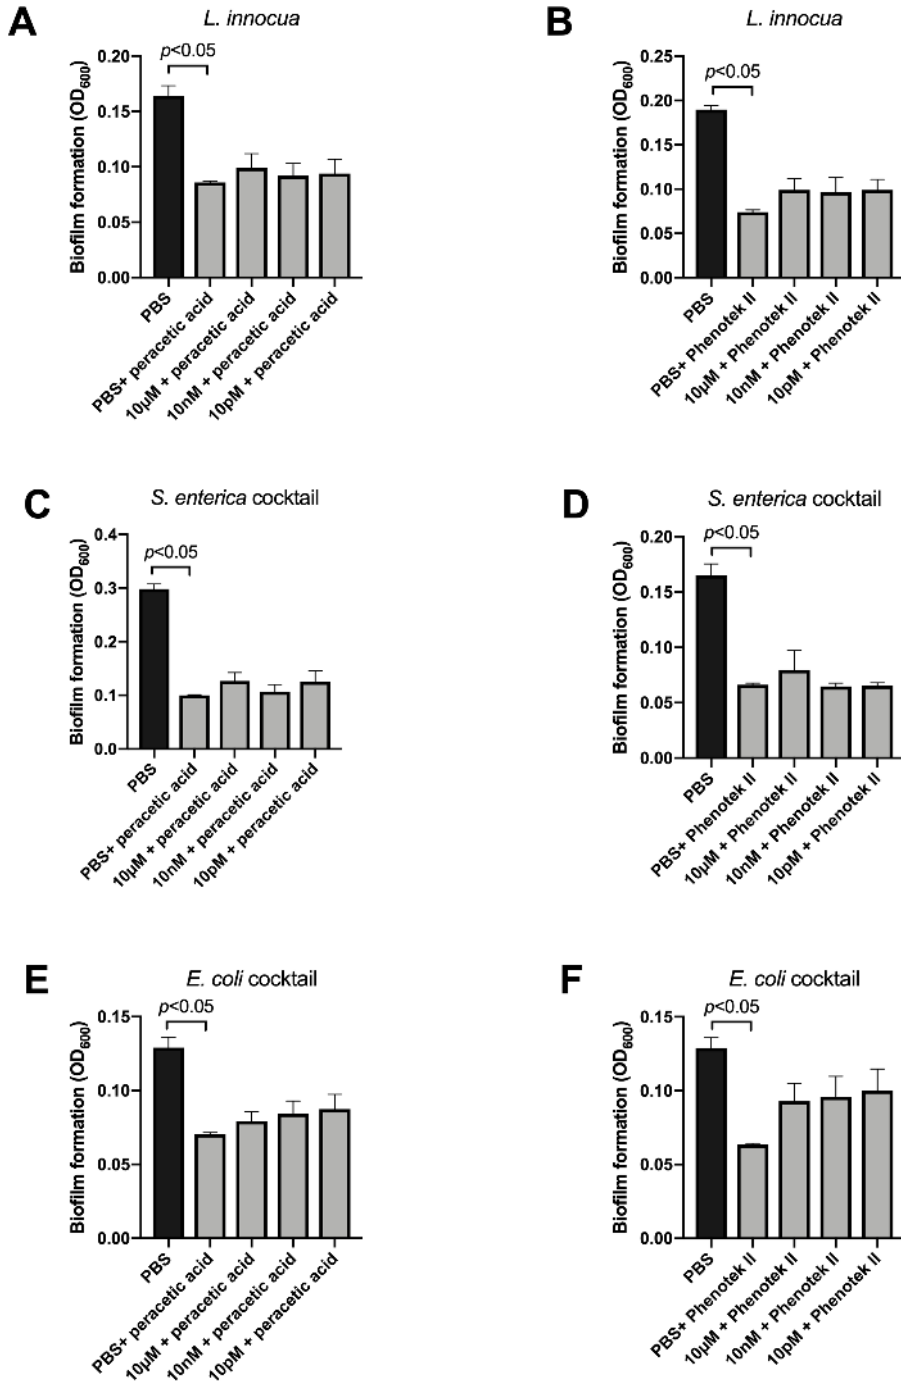 A
L. innocua
p<0.05
Biofilm formation (OD600)
0.20
0.15
0.10
0.05
0.00
PBS
PBS+ peracetic acid
10µM + peracetic acid
10nM + peracetic acid
10pM + peracetic acid
B
L. innocua
p<0.05
Biofilm formation (OD600)
0.25
0.20
0.15
0.10
0.05
0.00
PBS
PBS+ Phenotek II
10µM + Phenotek II
10nM + Phenotek II
10pM + Phenotek II
C
S. enterica cocktail
p<0.05
Biofilm formation (OD600)
0.4
0.3
0.2
0.1
0.0
PBS
PBS+ peracetic acid
10µM + peracetic acid
10nM + peracetic acid
10pM + peracetic acid
D
S. enterica cocktail
p<0.05
Biofilm formation (OD600)
0.20
0.15
0.10
0.05
0.00
PBS
PBS+ Phenotek II
10µM + Phenotek II
10nM + Phenotek II
10pM + Phenotek II
E
E. coli cocktail
p<0.05
Biofilm formation (OD600)
0.15
0.10
0.05
0.00
PBS
PBS+ peracetic acid
10µM + peracetic acid
10nM + peracetic acid
10pM + peracetic acid
F
E. coli cocktail
p<0.05
Biofilm formation (OD600)
0.15
0.10
0.05
0.00
PBS
PBS+ Phenotek II
10µM + Phenotek II
10nM + Phenotek II
10pM + Phenotek II